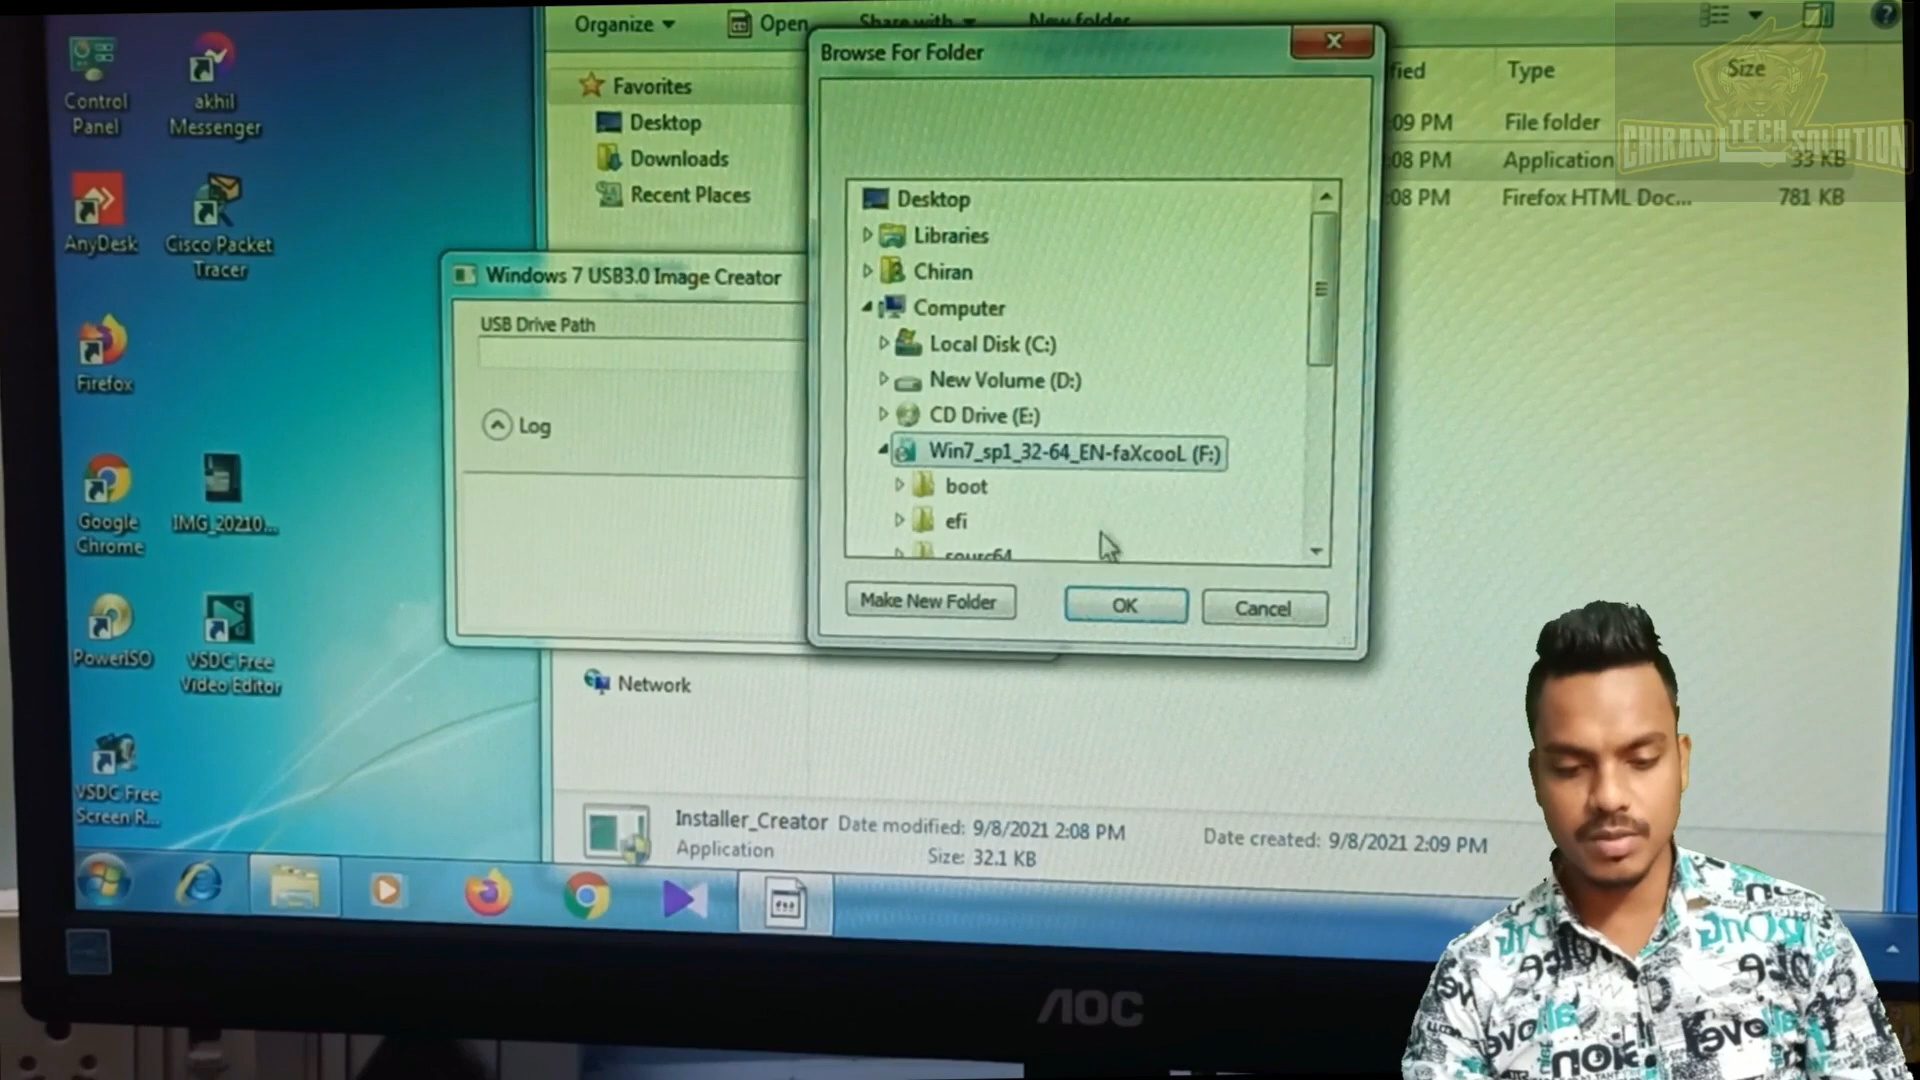 Organize
Open
Share with
New folder
Browse For Folder
Favorites
Desktop
Downloads
Recent Places
Type
Size
:09 PM
File folder
:08 PM
Application
33 KB
:08 PM
Firefox HTML Doc...
781 KB
CHIRAN TECH SOLUTION
Control Panel
akhil Messenger
AnyDesk
Cisco Packet Tracer
Firefox
Google Chrome
IMG_20210...
PowerISO
VSDC Free Video Editor
VSDC Free Screen R...
Windows 7 USB3.0 Image Creator
USB Drive Path
Log
Desktop
Libraries
Chiran
Computer
Local Disk (C:)
New Volume (D:)
CD Drive (E:)
Win7_sp1_32-64_EN-faXcooL (F:)
boot
efi
sourc64
Make New Folder
OK
Cancel
Network
Installer_Creator
Date modified: 9/8/2021 2:08 PM
Date created: 9/8/2021 2:09 PM
Application
Size: 32.1 KB
AOC